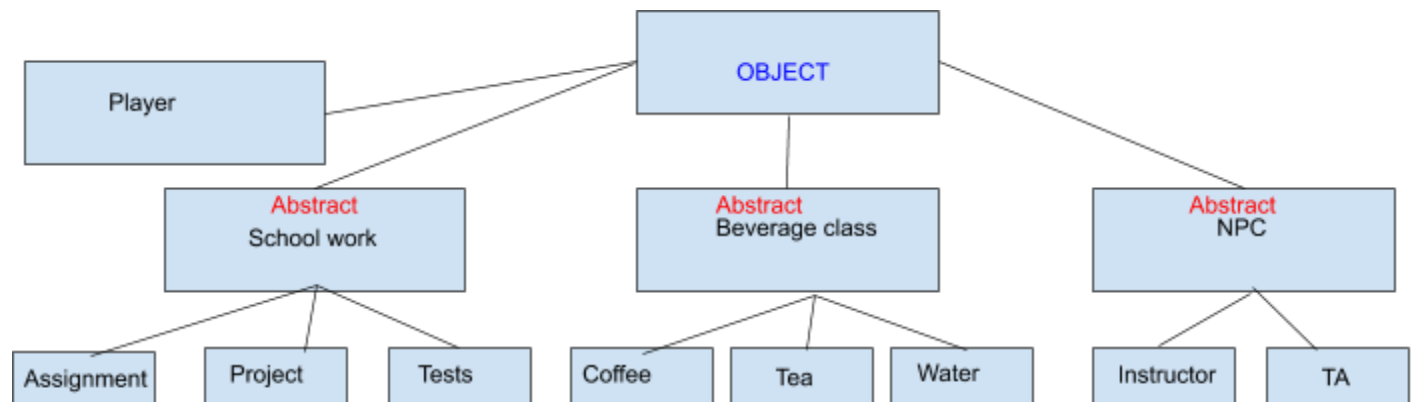 OBJECT
Player
Abstract
School work
Abstract
Beverage class
Abstract
NPC
Assignment
Project
Tests
Coffee
Tea
Water
Instructor
TA